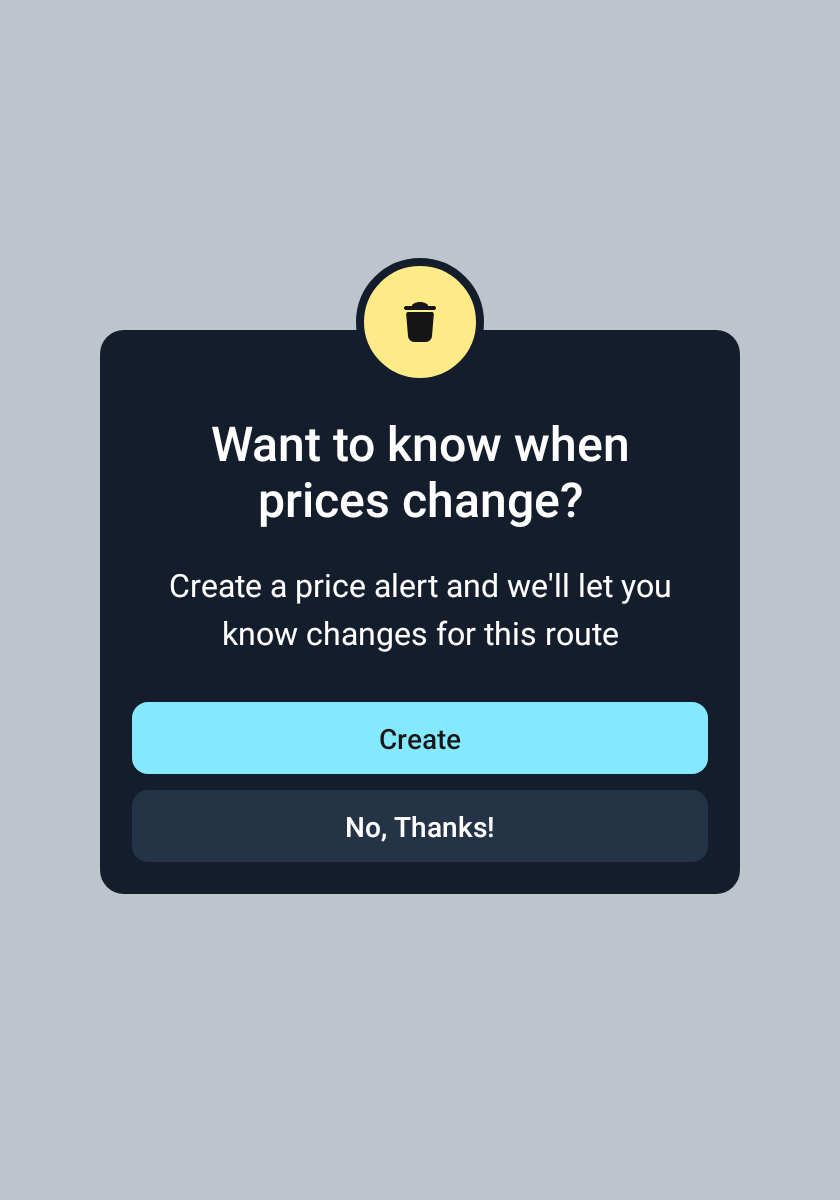 Want to know when
prices change?
Create a price alert and we'll let you
know changes for this route
Create
No, Thanks!